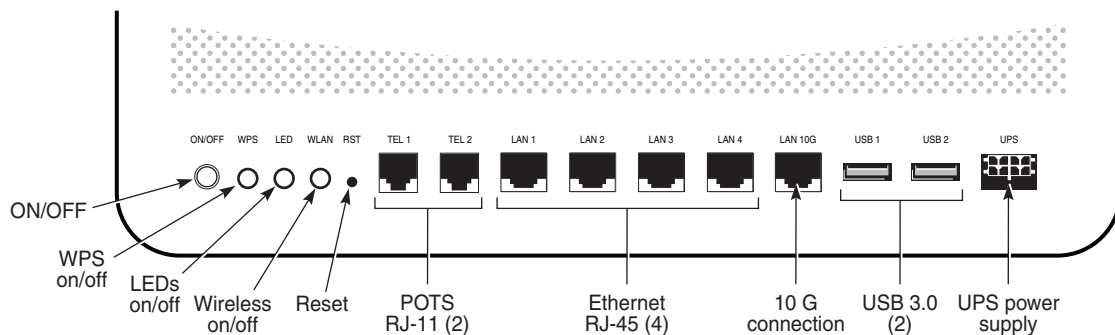 ON/OFF WPS LED WLAN RST TEL 1 TEL 2 LAN 1 LAN 2 LAN 3 LAN 4 LAN 10G USB 1 USB 2 UPS
ON/OFF
WPS
on/off
LEDs
on/off
Wireless
on/off
Reset
POTS
RJ-11 (2)
Ethernet
RJ-45 (4)
10 G
connection
USB 3.0
(2)
UPS power
supply